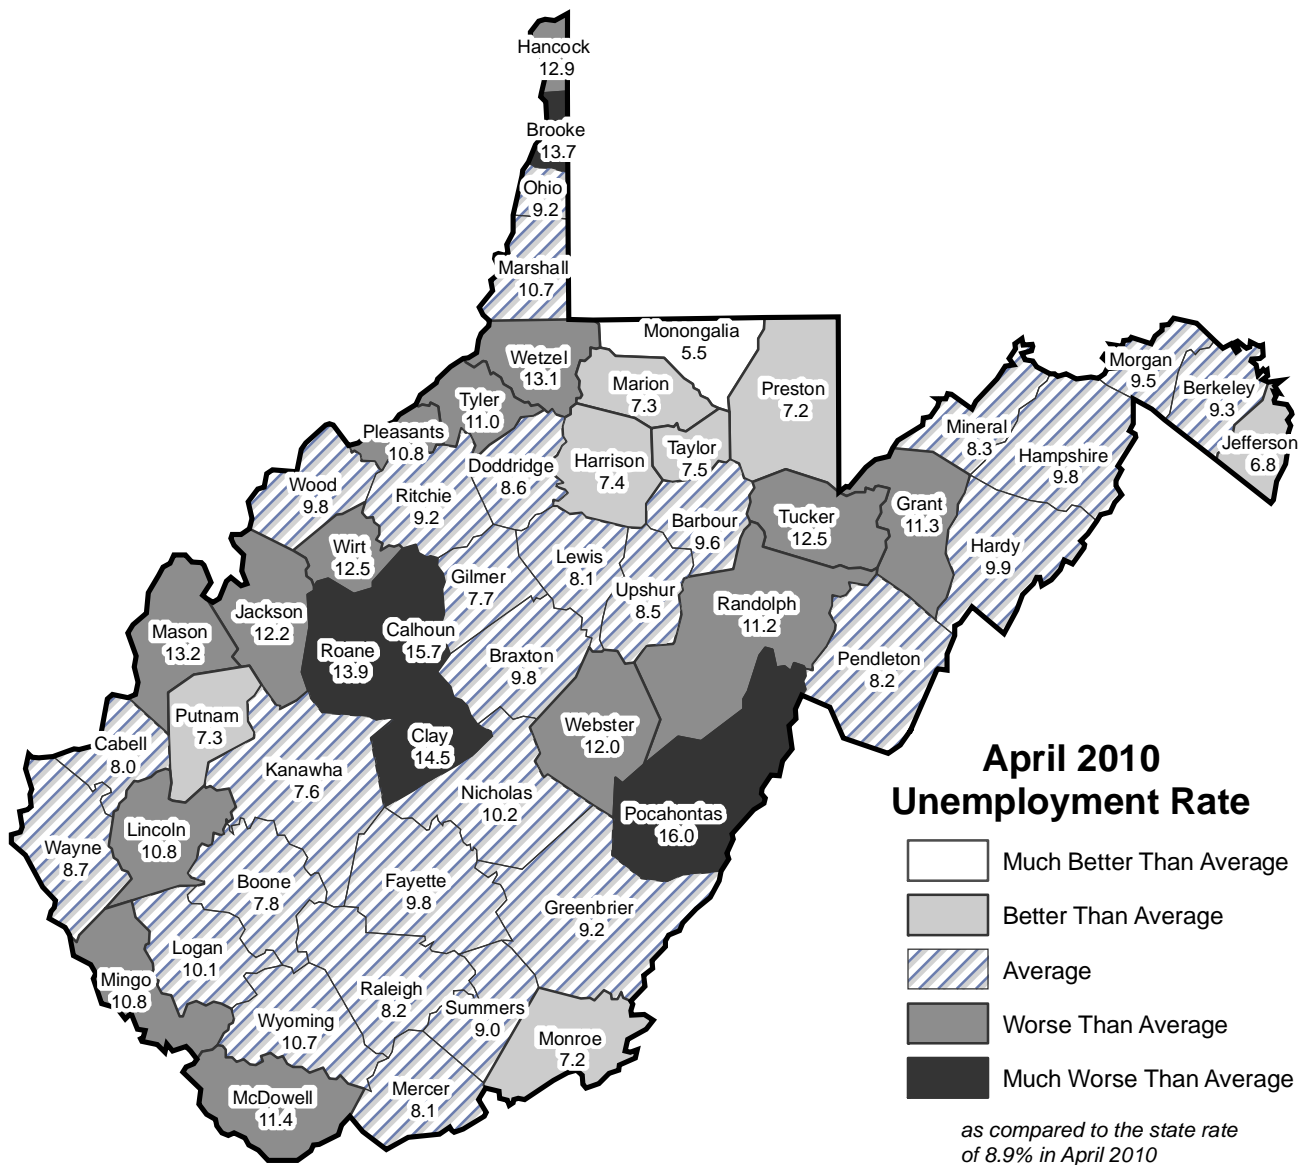 Hancock
12.9
Brooke
13.7
Ohio
9.2
Marshall
10.7
Wetzel
13.1
Monongalia
5.5
Marion
7.3
Preston
7.2
Tyler
11.0
Pleasants
10.8
Doddridge
8.6
Harrison
7.4
Taylor
7.5
Morgan
9.5
Berkeley
9.3
Jefferson
6.8
Mineral
8.3
Hampshire
9.8
Wood
9.8
Ritchie
9.2
Barbour
9.6
Tucker
12.5
Grant
11.3
Hardy
9.9
Wirt
12.5
Gilmer
7.7
Lewis
8.1
Upshur
8.5
Randolph
11.2
Jackson
12.2
Mason
13.2
Roane
13.9
Calhoun
15.7
Braxton
9.8
Pendleton
8.2
Putnam
7.3
Clay
14.5
Webster
12.0
Cabell
8.0
Kanawha
7.6
Nicholas
10.2
Pocahontas
16.0
Lincoln
10.8
Wayne
8.7
Boone
7.8
Fayette
9.8
Greenbrier
9.2
Logan
10.1
Mingo
10.8
Raleigh
8.2
Summers
9.0
Wyoming
10.7
Monroe
7.2
McDowell
11.4
Mercer
8.1
April 2010
Unemployment Rate
Much Better Than Average
Better Than Average
Average
Worse Than Average
Much Worse Than Average
as compared to the state rate
of 8.9% in April 2010